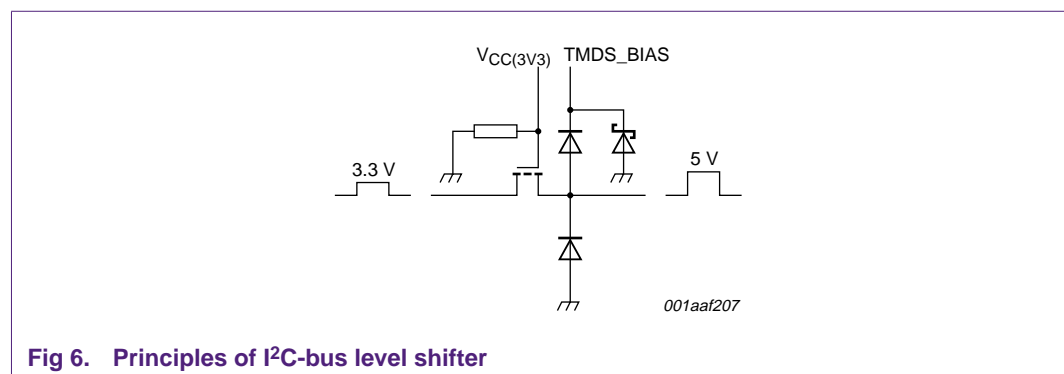 VCC(3V3) TMDS_BIAS
3.3 V
5 V
001aaf207
Fig 6. Principles of I²C-bus level shifter